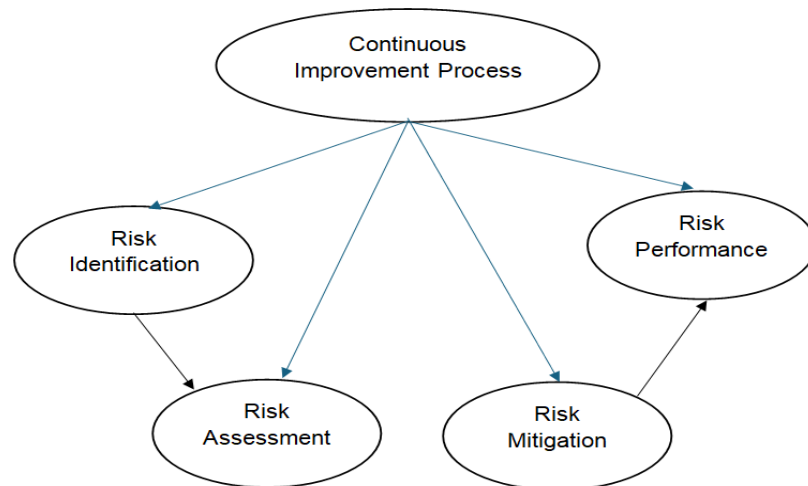 Continuous
Improvement Process
Risk
Identification
Risk
Performance
Risk
Assessment
Risk
Mitigation